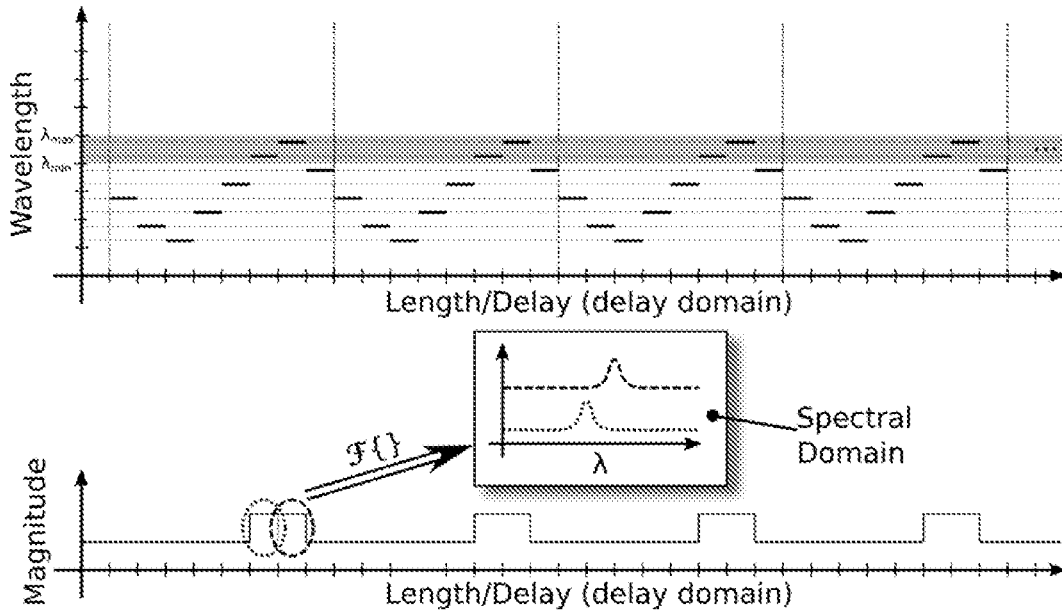 Wavelength
λmax
λmin
...
Length/Delay (delay domain)
Spectral
Domain
λ
ℱ{}
Magnitude
Length/Delay (delay domain)